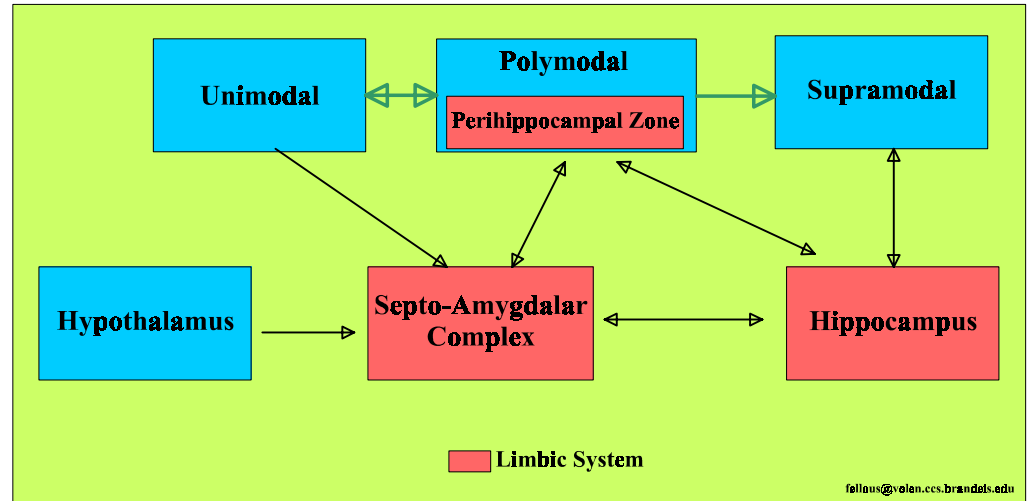 Unimodal
Polymodal
Perihippocampal Zone
Supramodal
Hypothalamus
Septo-Amygdalar
Complex
Hippocampus
Limbic System
fellous@volen.ccs.brandeis.edu